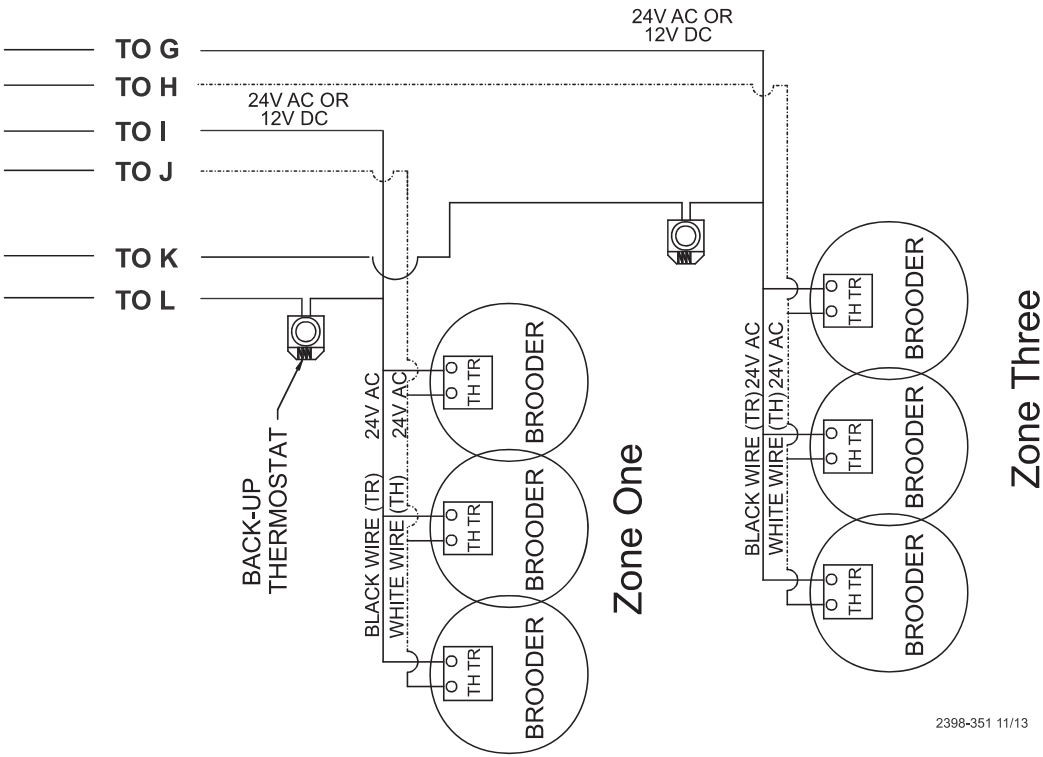 24V AC OR
12V DC
TO G
TO H
24V AC OR
12V DC
TO I
TO J
TO K
TO L
BACK-UP
THERMOSTAT
BLACK WIRE (TR)
24V AC
WHITE WIRE (TH)
24V AC
TH TR
BROODER
TH TR
BROODER
TH TR
BROODER
Zone One
BLACK WIRE (TR) 24V AC
WHITE WIRE (TH) 24V AC
TH TR
BROODER
TH TR
BROODER
TH TR
BROODER
Zone Three
2398-351 11/13